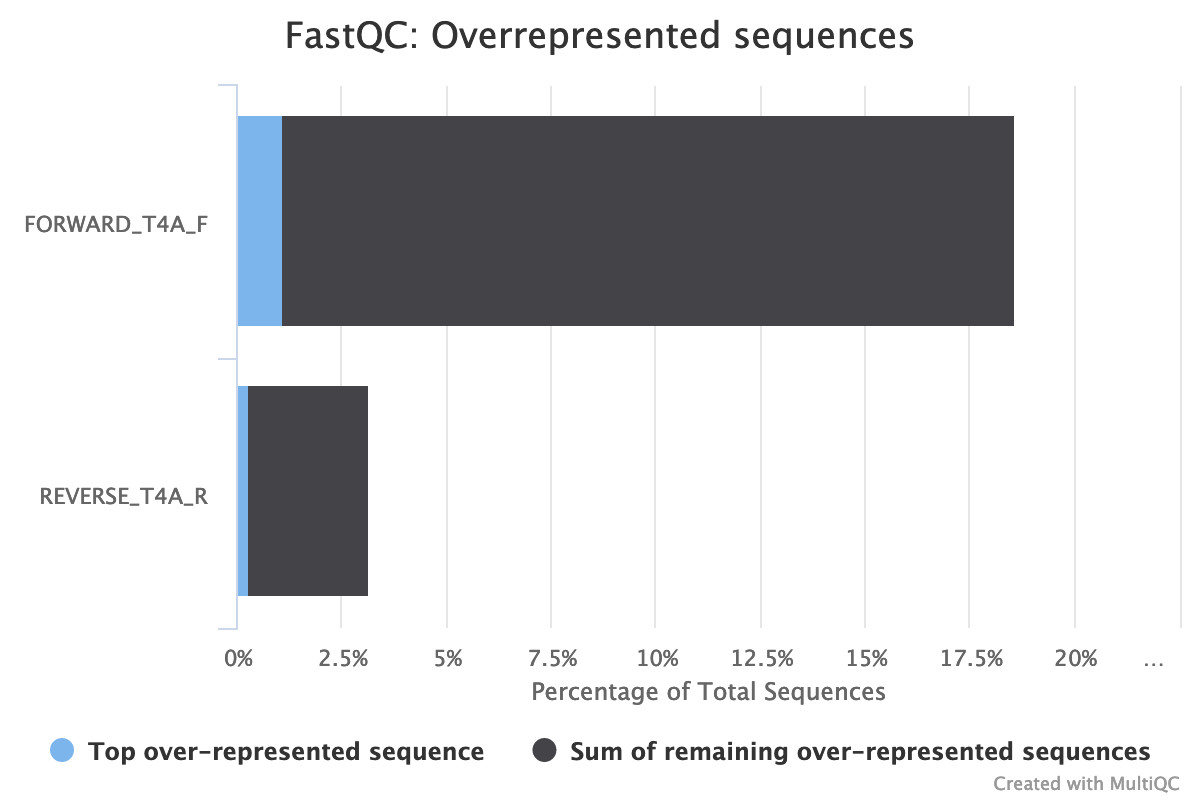 FastQC: Overrepresented sequences
FORWARD_T4A_F
REVERSE_T4A_R
0% 2.5% 5% 7.5% 10% 12.5% 15% 17.5% 20% ...
Percentage of Total Sequences
Top over-represented sequence Sum of remaining over-represented sequences
Created with MultiQC